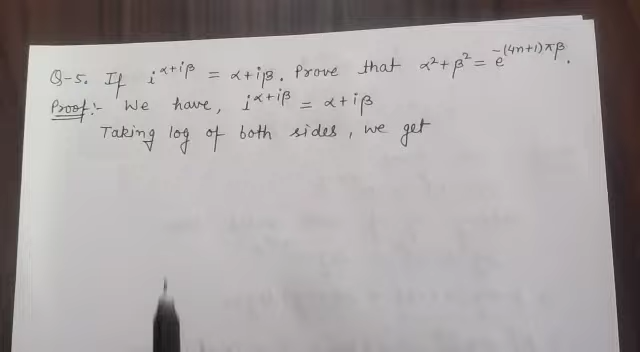 Q-5. If i^α+iβ = α+iβ. Prove that α²+β² = e^-(4n+1)πβ.
Proof:- We have, i^α+iβ = α+iβ
Taking log of both sides, we get